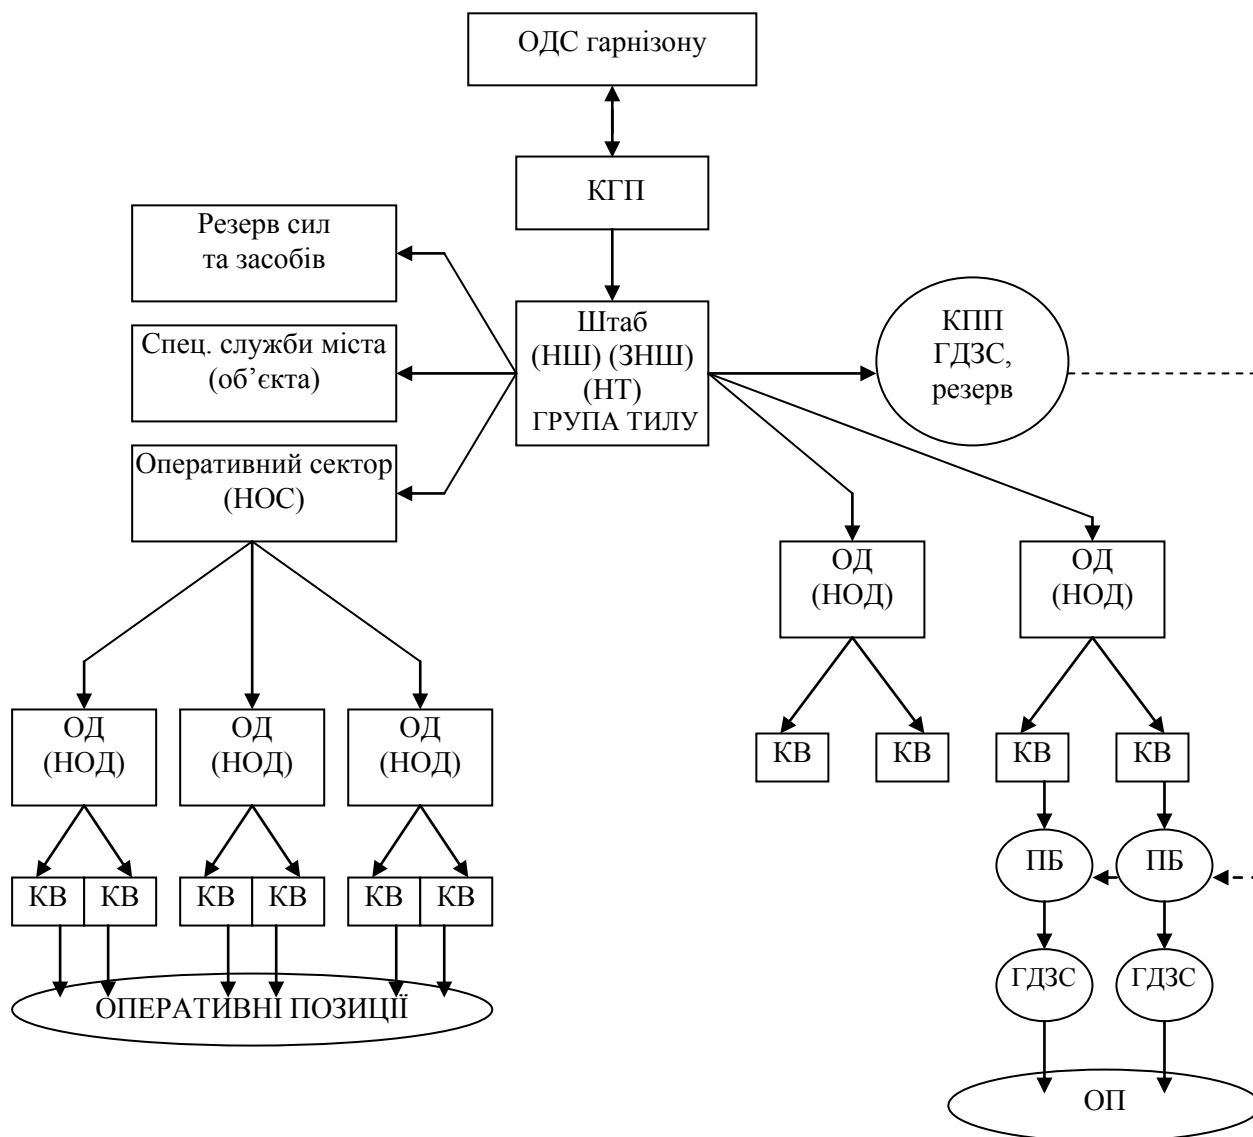 ОДС гарнізону
КГП
Резерв сил
та засобів
Штаб
(НШ) (ЗНШ)
(НТ)
ГРУПА ТИЛУ
КПП
ГДЗС,
резерв
Спец. служби міста
(об’єкта)
Оперативний сектор
(НОС)
ОД
(НОД)
ОД
(НОД)
ОД
(НОД)
ОД
(НОД)
ОД
(НОД)
КВ
КВ
КВ
КВ
КВ
КВ
КВ
КВ
КВ
КВ
ПБ
ПБ
ГДЗС
ГДЗС
ОПЕРАТИВНІ ПОЗИЦІЇ
ОП